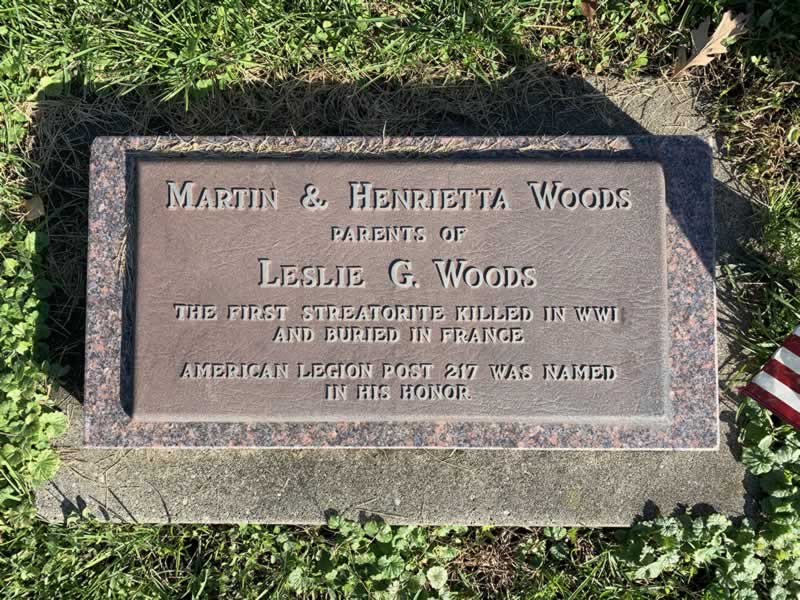 MARTIN & HENRIETTA WOODS
PARENTS OF
LESLIE G. WOODS
THE FIRST STREATORITE KILLED IN WWI
AND BURIED IN FRANCE
AMERICAN LEGION POST 217 WAS NAMED
IN HIS HONOR.